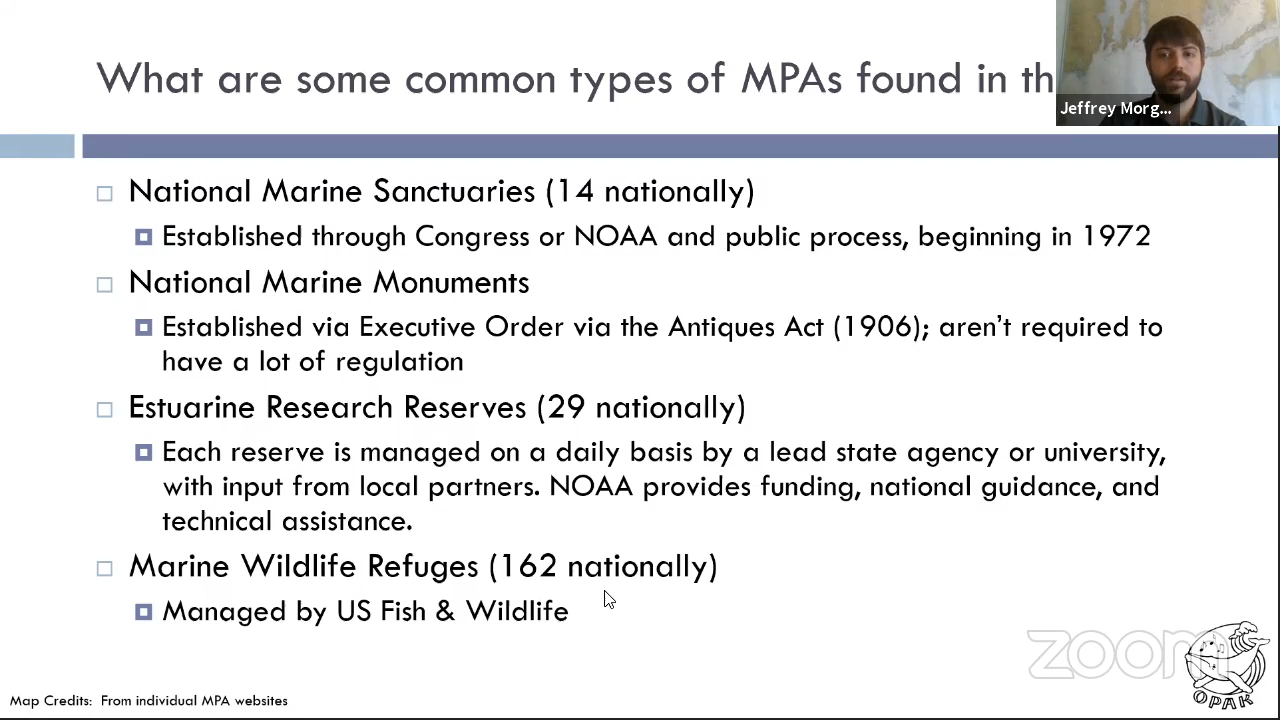 What are some common types of MPAs found in th
Jeffrey Morg...
National Marine Sanctuaries (14 nationally)
Established through Congress or NOAA and public process, beginning in 1972
National Marine Monuments
Established via Executive Order via the Antiques Act (1906); aren't required to
have a lot of regulation
Estuarine Research Reserves (29 nationally)
Each reserve is managed on a daily basis by a lead state agency or university,
with input from local partners. NOAA provides funding, national guidance, and
technical assistance.
Marine Wildlife Refuges (162 nationally)
Managed by US Fish & Wildlife
zoom
OPAK
Map Credits:  From individual MPA websites